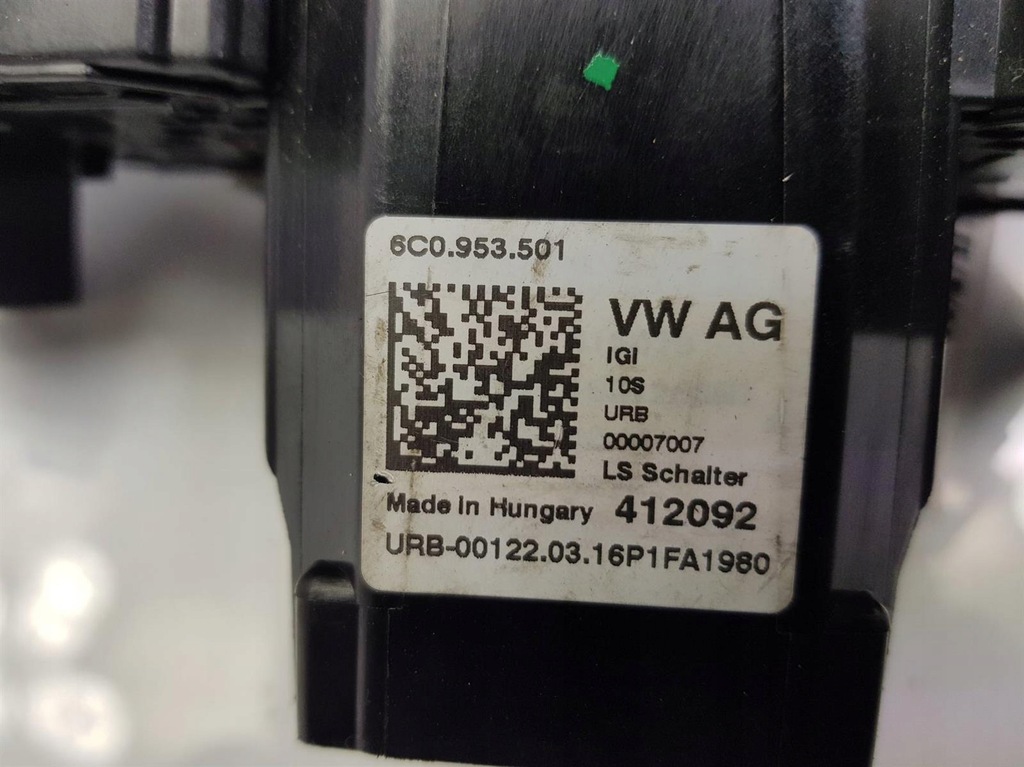 6C0.953.501
VW AG
IGI
10S
URB
00007007
LS Schalter
Made in Hungary 412092
URB-00122.03.16P1FA1980